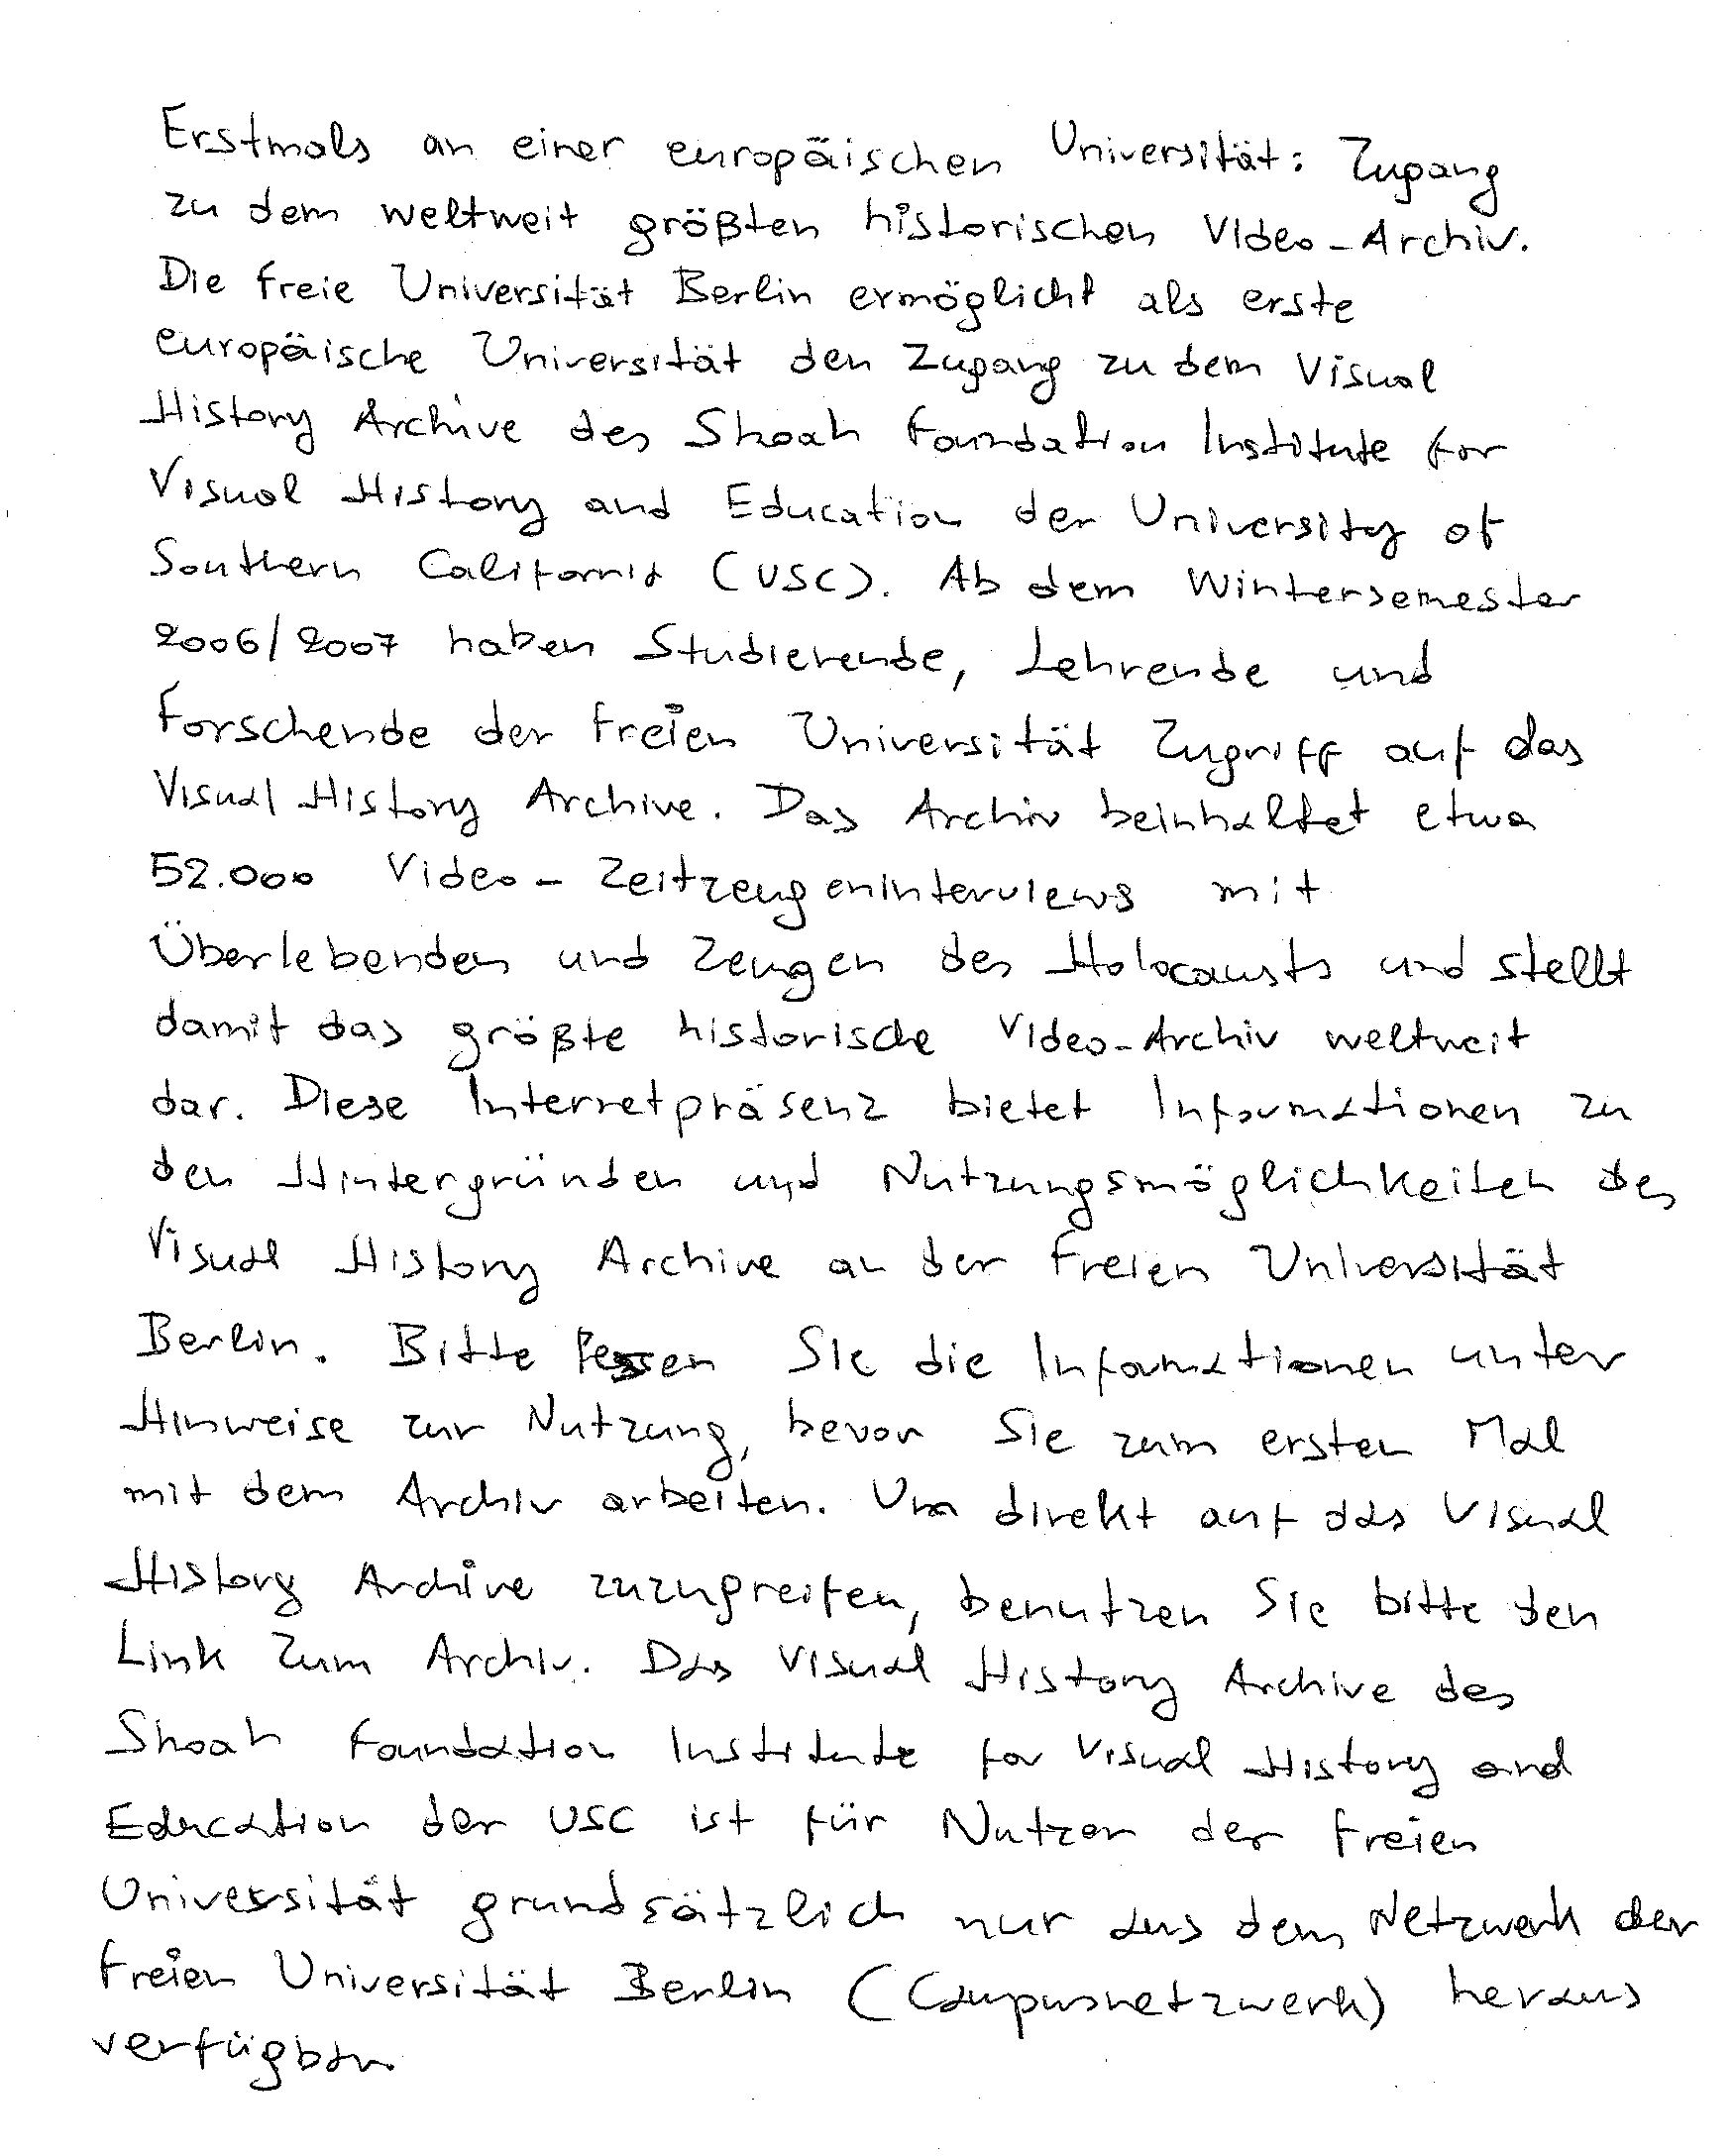 Erstmals an einer europäischen Universität: Zugang
zu dem weltweit größten historischen Video-Archiv.
Die Freie Universität Berlin ermöglicht als erste
europäische Universität den Zugang zu dem Visual
History Archive des Shoah Foundation Institute for
Visual History and Education der University of
Southern California (USC). Ab dem Wintersemester
2006/2007 haben Studierende, Lehrende und
Forschende der Freien Universität Zugriff auf das
Visual History Archive. Das Archiv beinhaltet etwa
52.000 Video-Zeitzeugeninterviews mit
Überlebenden und Zeugen des Holocausts und stellt
damit das größte historische Video-Archiv weltweit
dar. Diese Internetpräsenz bietet Informationen zu
den Hintergründen und Nutzungsmöglichkeiten des
Visual History Archive an der Freien Universität
Berlin. Bitte lesen Sie die Informationen unter
Hinweise zur Nutzung, bevor Sie zum ersten Mal
mit dem Archiv arbeiten. Um direkt auf das Visual
History Archive zuzugreifen, benutzen Sie bitte den
Link zum Archiv. Das Visual History Archive des
Shoah Foundation Institute for Visual History and
Education der USC ist für Nutzer der Freien
Universität grundsätzlich nur aus dem Netzwerk der
Freien Universität Berlin (Campusnetzwerk) heraus
verfügbar.